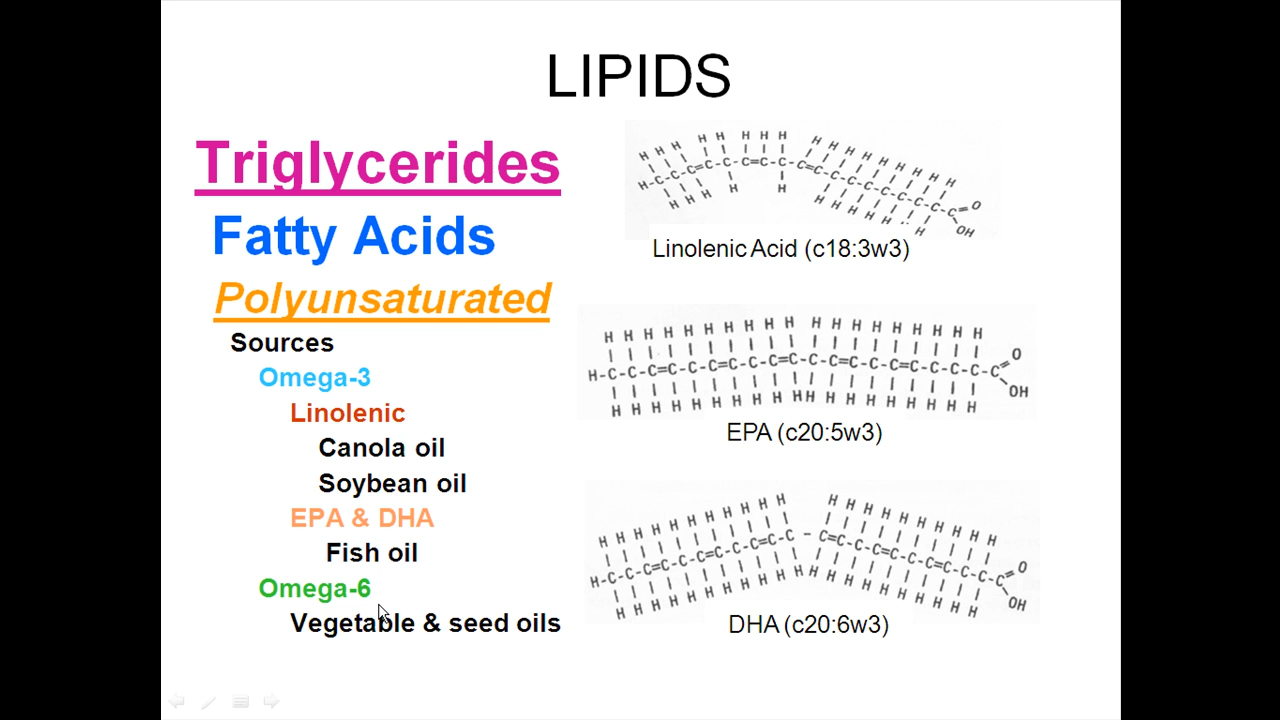 LIPIDS
Triglycerides
Fatty Acids
Polyunsaturated
Sources
Omega-3
Linolenic
Canola oil
Soybean oil
EPA & DHA
Fish oil
Omega-6
Vegetable & seed oils
Linolenic Acid (c18:3w3)
EPA (c20:5w3)
DHA (c20:6w3)